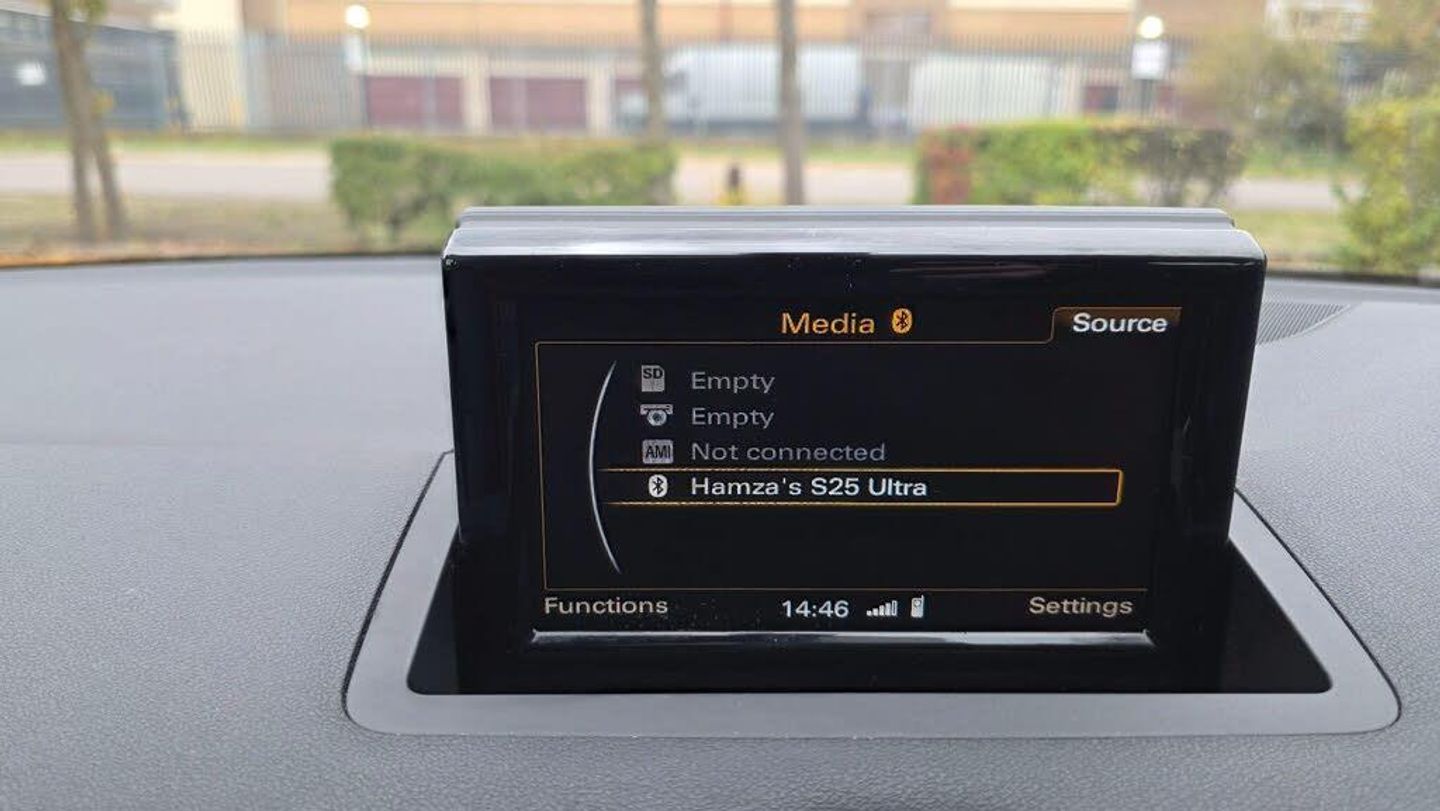 Media
Source
SD Empty
Empty
AMI Not connected
Hamza's S25 Ultra
Functions
14:46
Settings